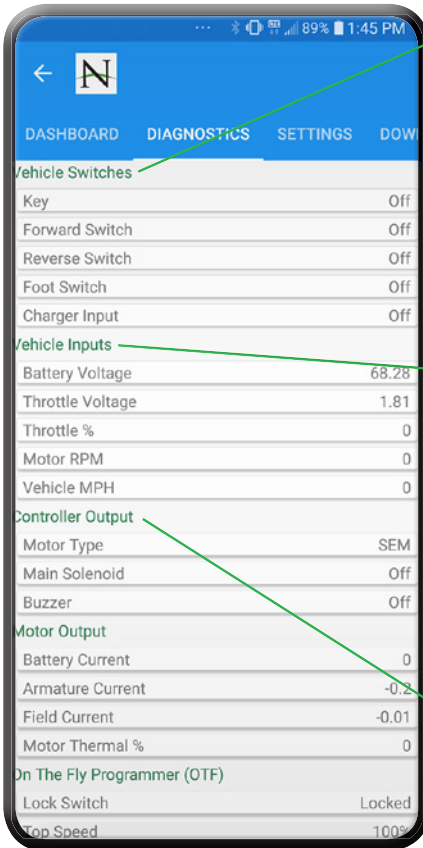 89% 1:45 PM
N
DASHBOARD DIAGNOSTICS SETTINGS DOW
Vehicle Switches
Key Off
Forward Switch Off
Reverse Switch Off
Foot Switch Off
Charger Input Off
Vehicle Inputs
Battery Voltage 68.28
Throttle Voltage 1.81
Throttle % 0
Motor RPM 0
Vehicle MPH 0
Controller Output
Motor Type SEM
Main Solenoid Off
Buzzer Off
Motor Output
Battery Current 0
Armature Current -0.2
Field Current -0.01
Motor Thermal % 0
On The Fly Programmer (OTF)
Lock Switch Locked
Top Speed 100%